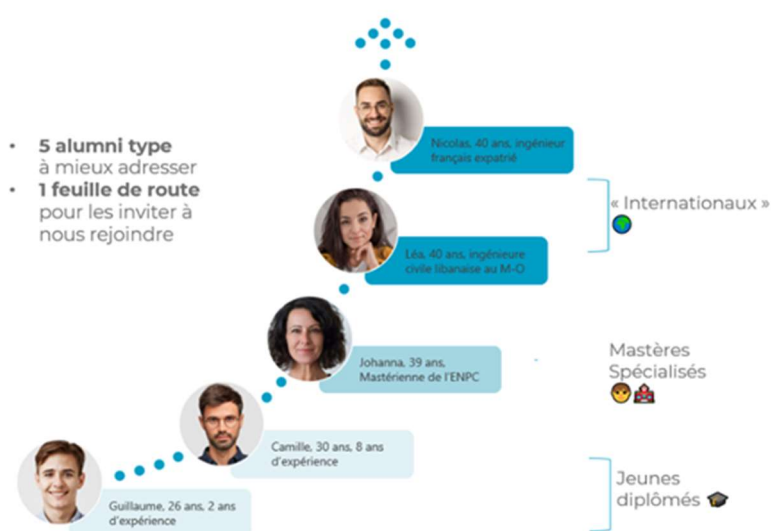 • 5 alumni type
à mieux adresser
• 1 feuille de route
pour les inviter à
nous rejoindre
Nicolas, 40 ans, ingénieur
français expatrié
« Internationaux »
Léa, 40 ans, ingénieure
civile libanaise au M-O
Johanna, 39 ans,
Mastérienne de l'ENPC
Mastères
Spécialisés
Camille, 30 ans, 8 ans
d'expérience
Guillaume, 26 ans, 2 ans
d'expérience
Jeunes
diplômés